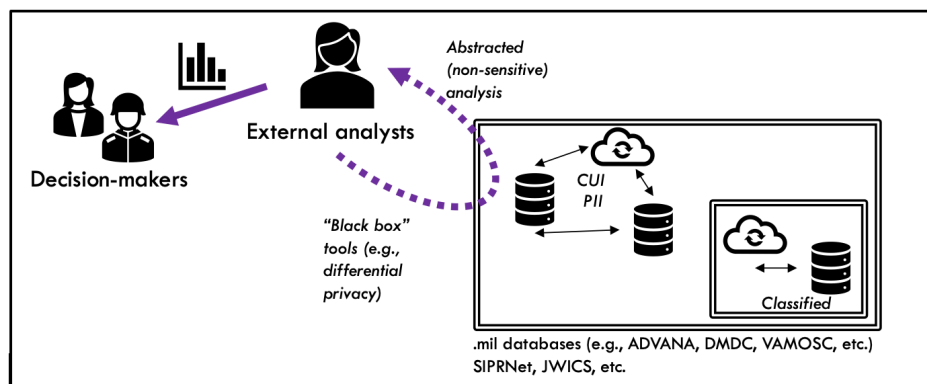 Abstracted
(non-sensitive)
analysis
External analysts
Decision-makers
CUI
PII
"Black box"
tools (e.g.,
differential
privacy)
Classified
.mil databases (e.g., ADVANA, DMDC, VAMOSC, etc.)
SIPRNet, JWICS, etc.